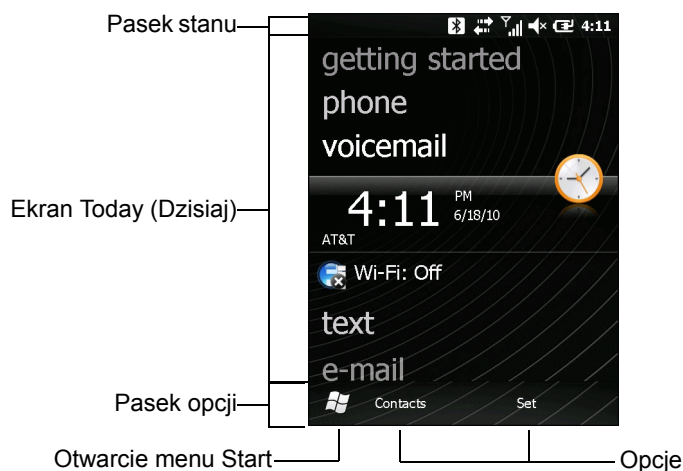 Pasek stanu
4:11
getting started
phone
voicemail
Ekran Today (Dzisiaj)
4:11 PM
6/18/10
AT&T
Wi-Fi: Off
text
e-mail
Pasek opcji
Contacts
Set
Otwarcie menu Start
Opcje